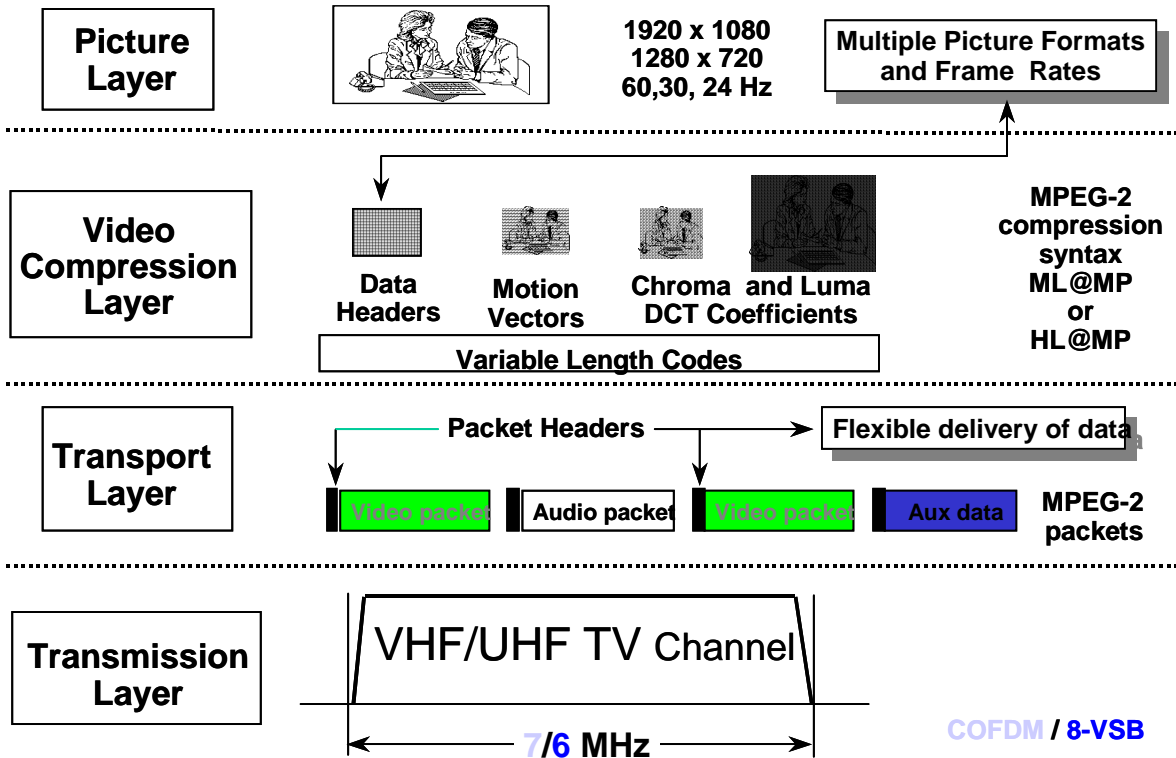 Picture
Layer
1920 x 1080
1280 x 720
60,30, 24 Hz
Multiple Picture Formats
and Frame Rates
Video
Compression
Layer
Data
Headers
Motion
Vectors
Chroma and Luma
DCT Coefficients
Variable Length Codes
MPEG-2
compression
syntax
ML@MP
or
HL@MP
Transport
Layer
Packet Headers
Flexible delivery of data
Video packet
Audio packet
Video packet
Aux data
MPEG-2
packets
Transmission
Layer
VHF/UHF TV Channel
7/6 MHz
COFDM / 8-VSB